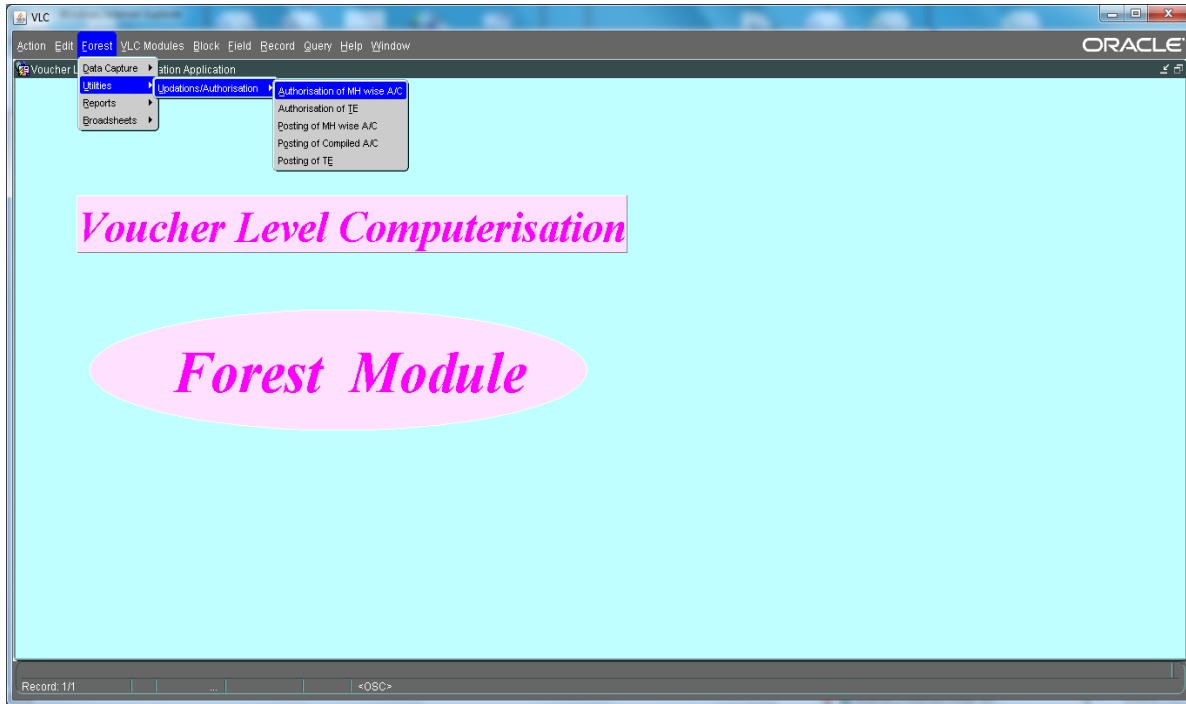 VLC
Action Edit Forest VLC Modules Block Field Record Query Help Window
ORACLE
Voucher L ation Application
Data Capture
Utilities
Reports
Broadsheets
Updations/Authorisation
Authorisation of MH wise A/C
Authorisation of TE
Posting of MH wise A/C
Posting of Compiled A/C
Posting of TE
Voucher Level Computerisation
Forest Module
Record: 1/1 ... <OSC>